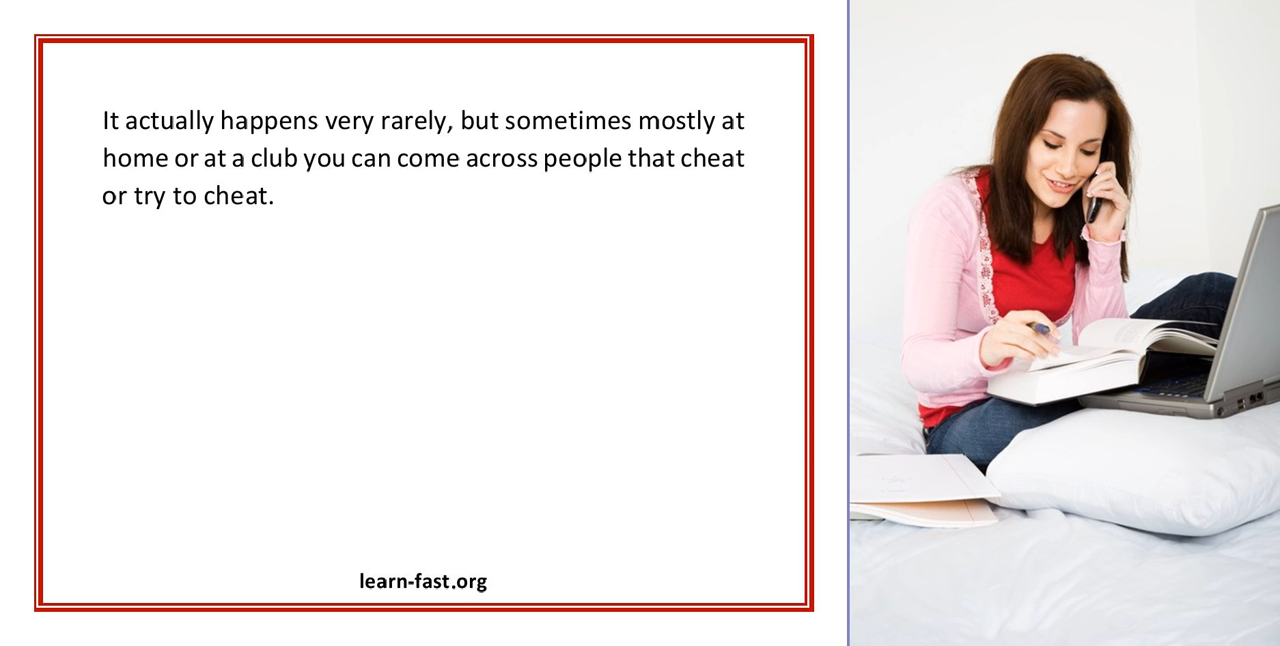 It actually happens very rarely, but sometimes mostly at
home or at a club you can come across people that cheat
or try to cheat.
learn-fast.org